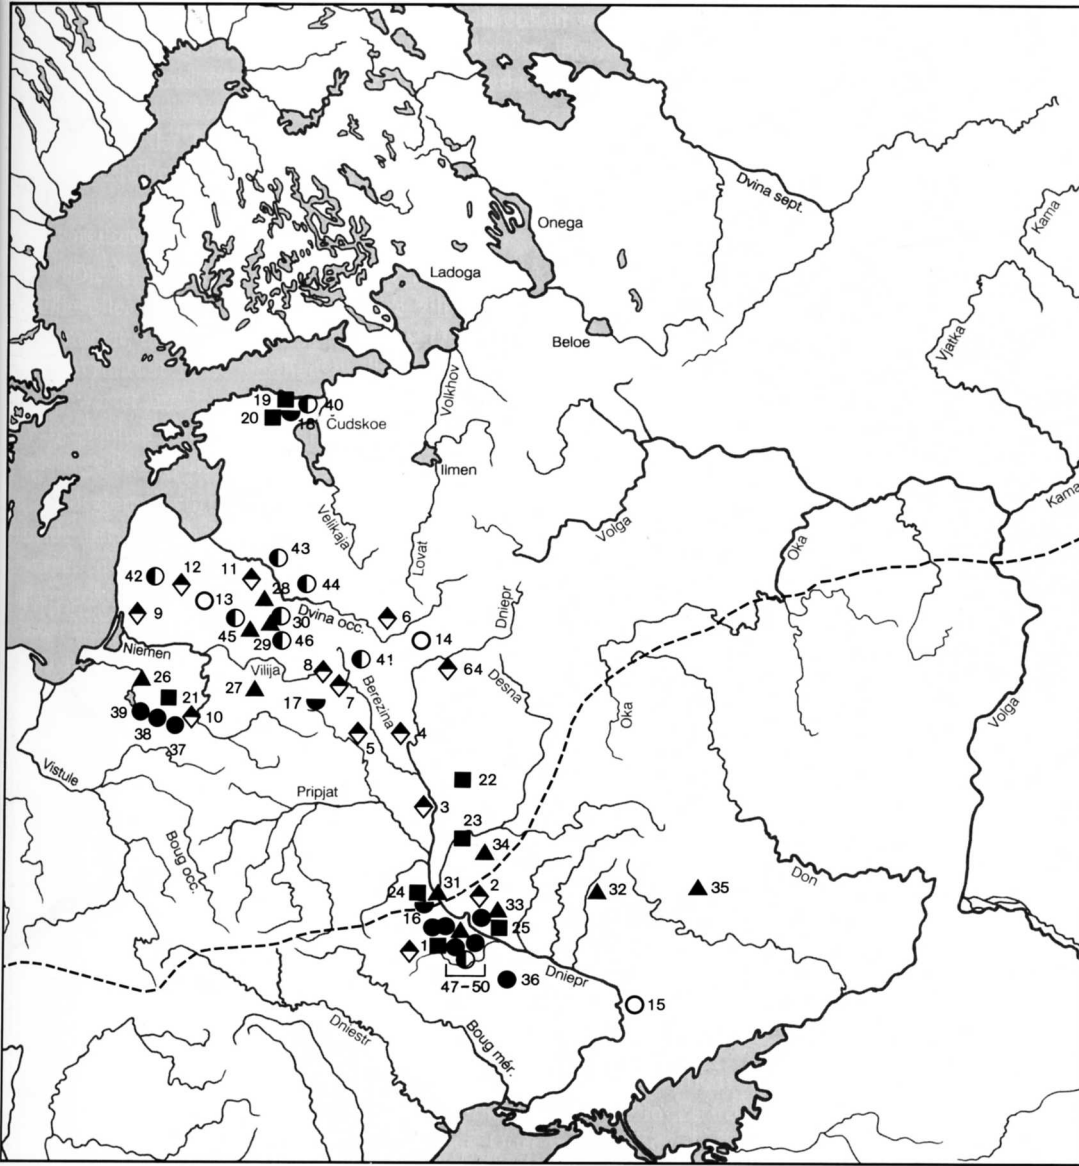 Dvina sept.
Kama
Onega
Ladoga
Beloe
Vjatka
Volkhov
19
40
20
18
Čudskoe
Ilmen
Kama
Velikaja
Volga
Lovat
Oka
43
42
12
11
44
28
13
9
Dvina occ.
30
6
Dniepr
45
29
46
14
Niemen
41
8
64
Vilija
26
27
7
Desna
21
17
Berezina
Oka
39
10
38
37
5
4
Volga
Vistule
22
Pripjat
3
23
34
Boug occ.
Don
24
31
2
32
35
33
16
25
1
47–50
Dniepr
36
15
Dniestr
Boug mér.